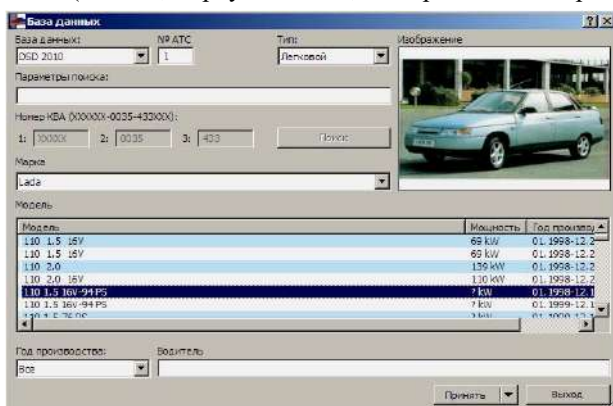 База данных
База данных:
№ АТС
Тип:
Изображение
DSD 2010
1
Легковой
Параметры поиска:
Номер КВА (XXXXXX-0035-433XXX):
1: XXXXXX 2: 0035 3: 433 Поиск
Марка
Lada
Модель
Модель Мощность Год произво
110 1.5 16V 69 kW 01.1998-12.2
110 1.5 16V 69 kW 01.1998-12.2
110 2.0 139 kW 01.1998-12.2
110 2.0 16V 110 kW 01.1998-12.2
110 1.5 16V-94 PS ? kW 01.1998-12.1
110 1.5 16V-94 PS ? kW 01.1999-12.1
Год производства:
Водитель
Все
Принять
Выход